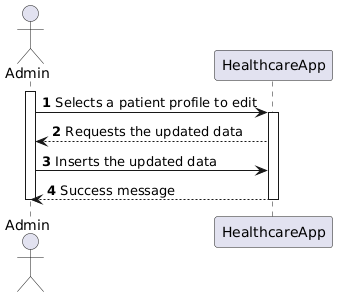 Admin
HealthcareApp
1 Selects a patient profile to edit
2 Requests the updated data
3 Inserts the updated data
4 Success message
Admin
HealthcareApp